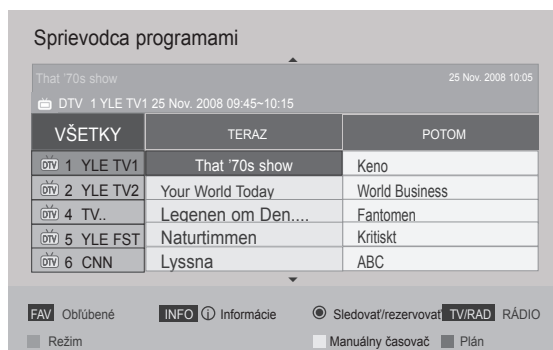 Sprievodca programami
That '70s show 25 Nov. 2008 10:05
DTV 1 YLE TV1 25 Nov. 2008 09:45~10:15
VŠETKY TERAZ POTOM
DTV 1 YLE TV1 That '70s show Keno
DTV 2 YLE TV2 Your World Today World Business
DTV 4 TV.. Legenen om Den.... Fantomen
DTV 5 YLE FST Naturtimmen Kritiskt
DTV 6 CNN Lyssna ABC
FAV Obľúbené INFO ⓘ Informácie Sledovať/rezervovať TV/RAD RÁDIO
Režim Manuálny časovač Plán